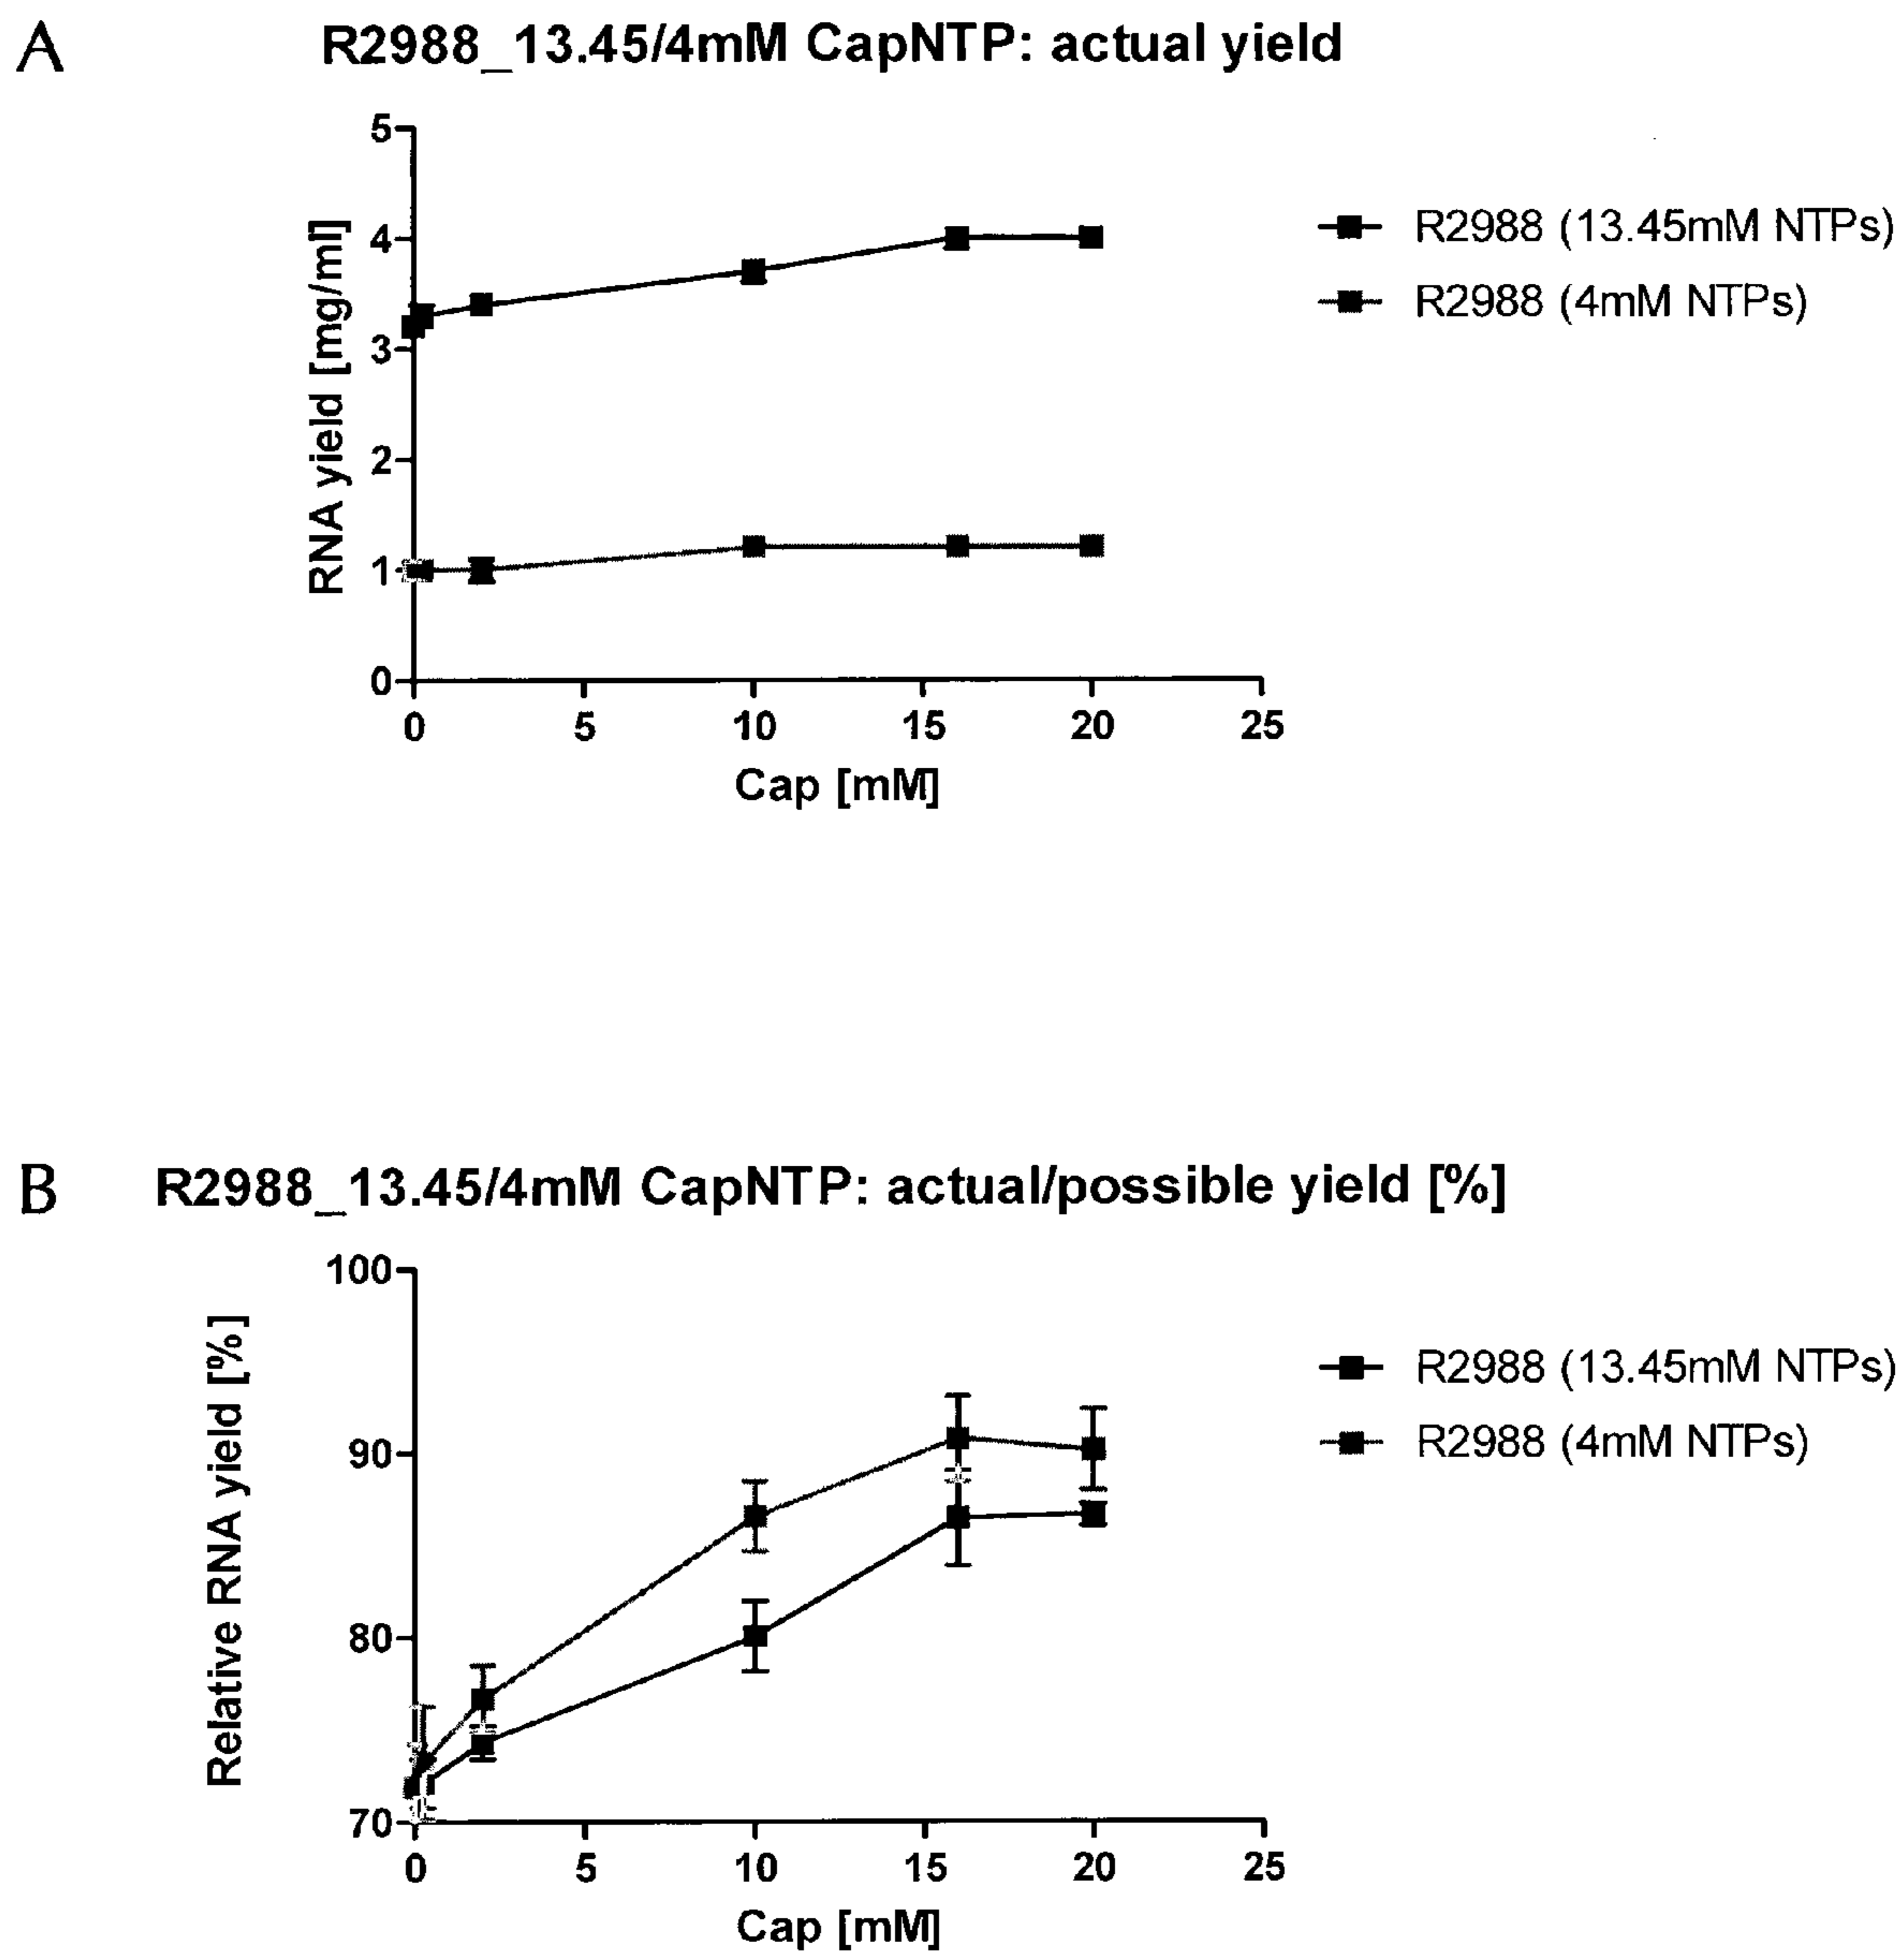 A
R2988_13.45/4mM CapNTP: actual yield
5
4
3
2
1
0
RNA yield [mg/ml]
0 5 10 15 20 25
Cap [mM]
R2988 (13.45mM NTPs)
R2988 (4mM NTPs)
B
R2988_13.45/4mM CapNTP: actual/possible yield [%]
100
90
80
70
Relative RNA yield [%]
0 5 10 15 20 25
Cap [mM]
R2988 (13.45mM NTPs)
R2988 (4mM NTPs)